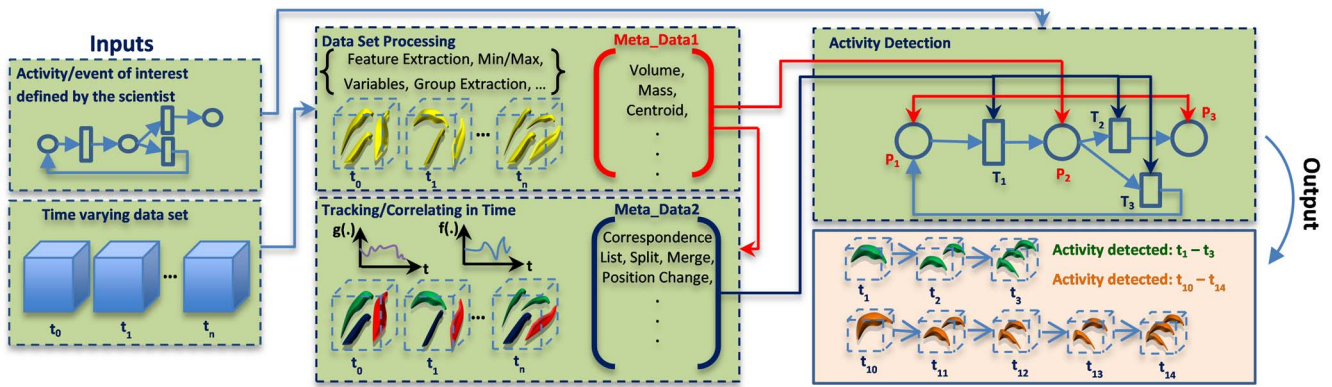 Inputs
Activity/event of interest
defined by the scientist
Time varying data set
...
t0 t1 tn
Data Set Processing
{ Feature Extraction, Min/Max,
Variables, Group Extraction, ... }
...
t0 t1 tn
Meta_Data1
Volume,
Mass,
Centroid,
.
.
.
Tracking/Correlating in Time
g(.) t f(.) t
...
t0 t1 tn
Meta_Data2
Correspondence
List, Split, Merge,
Position Change,
.
.
.
Activity Detection
P1 T1 P2 T2 T3 P3
Output
t1 t2 t3
Activity detected: t1 – t3
Activity detected: t10 – t14
t10 t11 t12 t13 t14